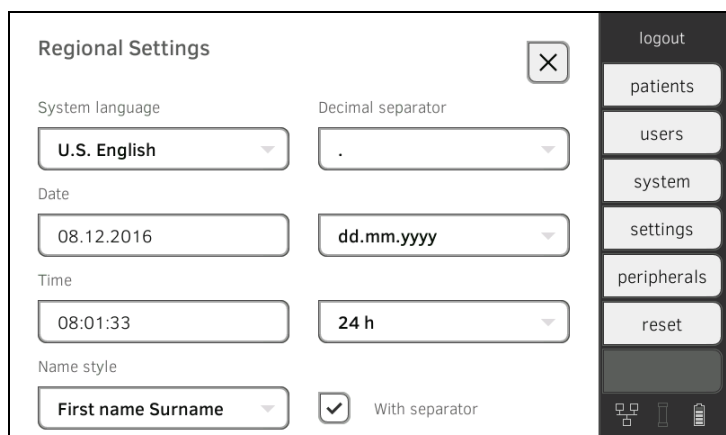 Regional Settings
System language
Decimal separator
U.S. English
.
Date
08.12.2016
dd.mm.yyyy
Time
08:01:33
24 h
Name style
First name Surname
With separator
logout
patients
users
system
settings
peripherals
reset